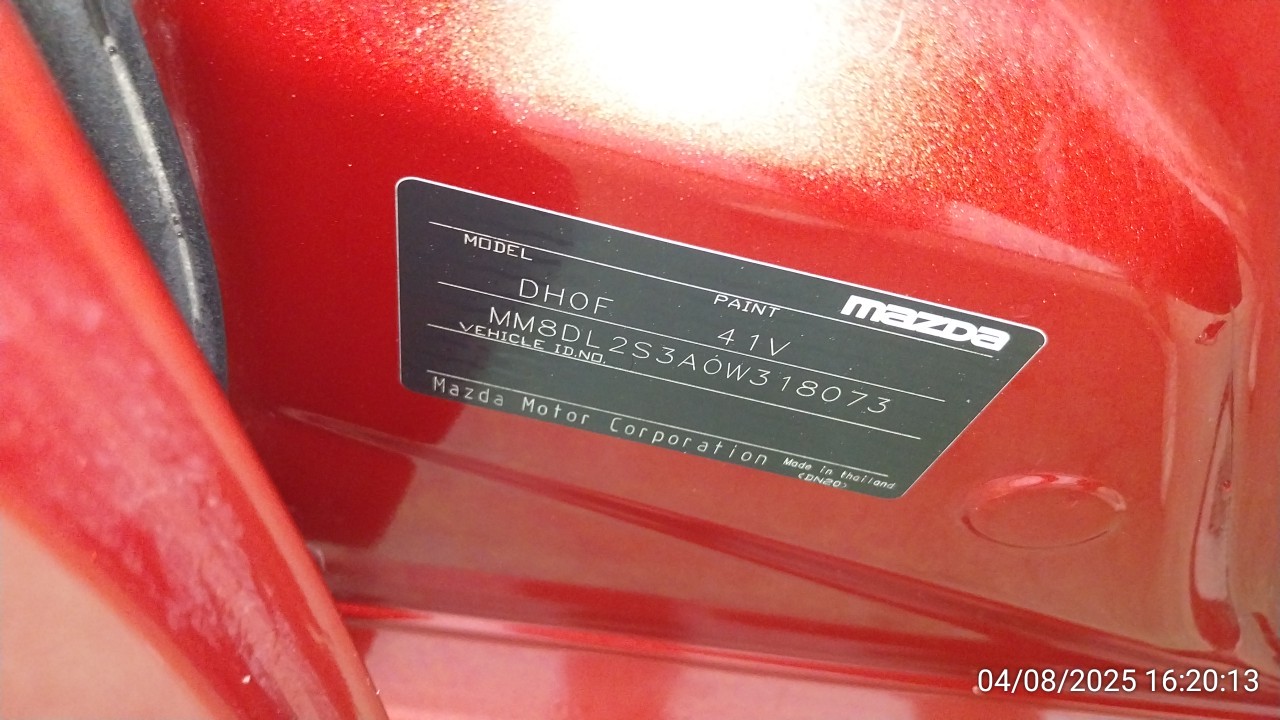 MODEL
PAINT
mazda
DH0F
41V
MM8DL2S3A0W318073
VEHICLE ID.NO.
Mazda Motor Corporation
Made in thailand
<DN20>
04/08/2025 16:20:13